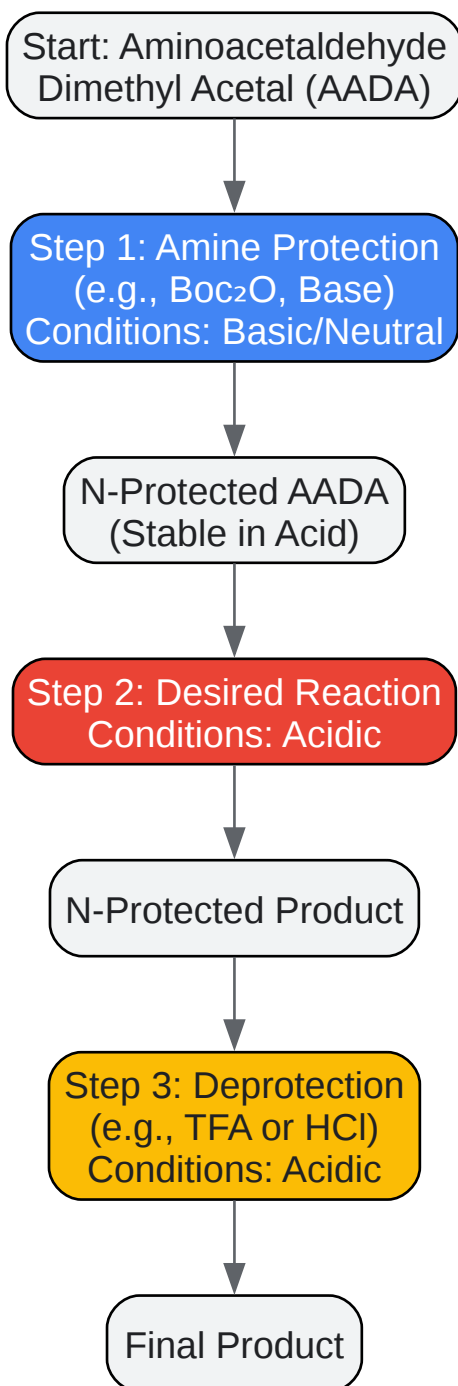 Start: Aminoacetaldehyde
Dimethyl Acetal (AADA)
Step 1: Amine Protection
(e.g., Boc₂O, Base)
Conditions: Basic/Neutral
N-Protected AADA
(Stable in Acid)
Step 2: Desired Reaction
Conditions: Acidic
N-Protected Product
Step 3: Deprotection
(e.g., TFA or HCl)
Conditions: Acidic
Final Product